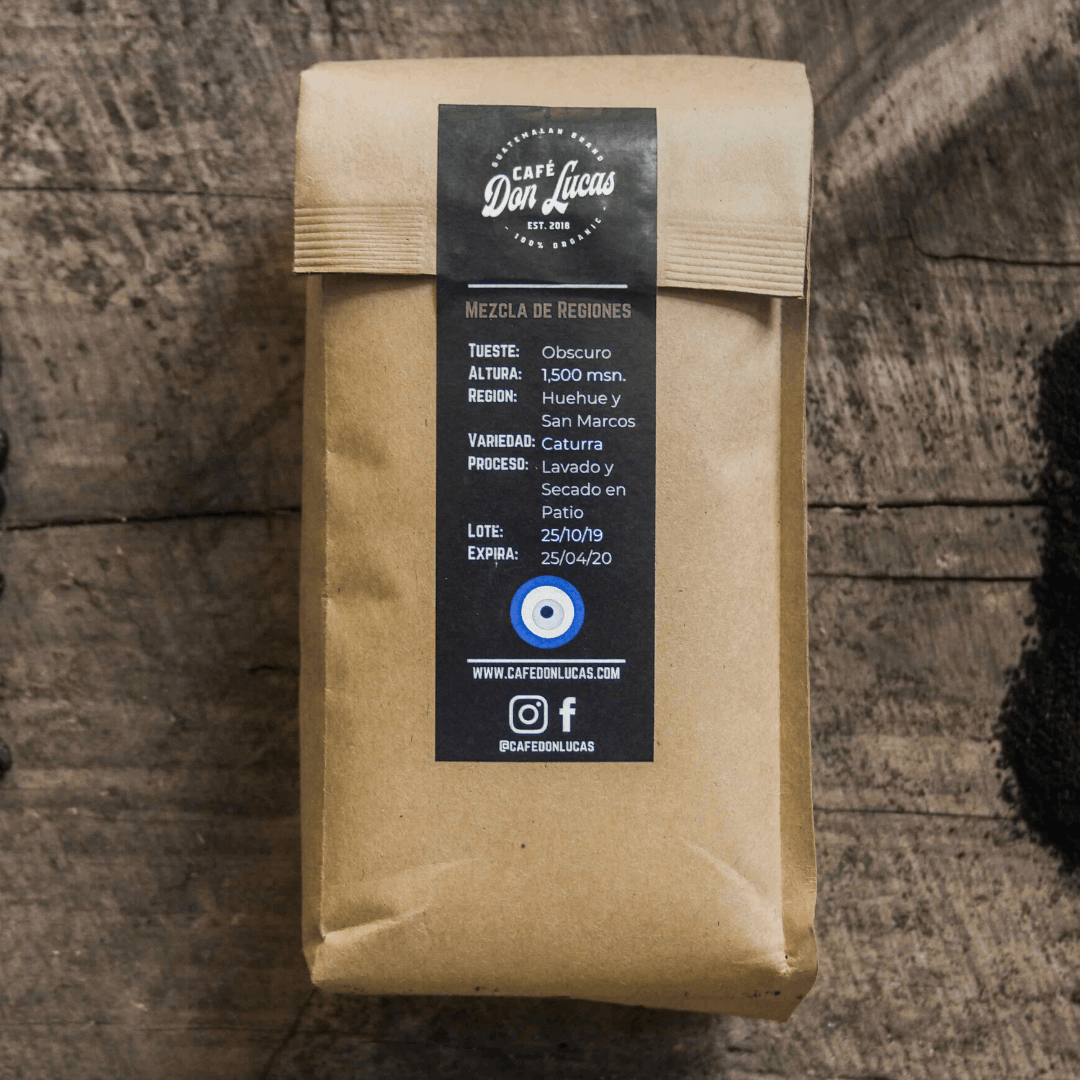 GUATEMALAN BRAND
CAFÉ
Don Lucas
EST. 2018
- 100% ORGANIC -
MEZCLA DE REGIONES
TUESTE: Obscuro
ALTURA: 1,500 msn.
REGION: Huehue y
San Marcos
VARIEDAD: Caturra
PROCESO: Lavado y
Secado en
Patio
LOTE: 25/10/19
EXPIRA: 25/04/20
WWW.CAFEDONLUCAS.COM
@CAFEDONLUCAS